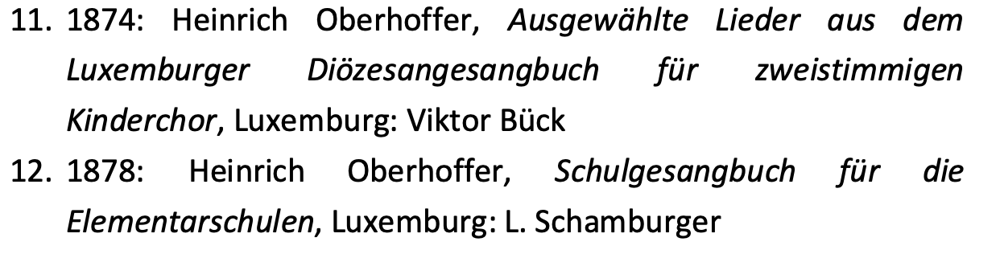 11. 1874: Heinrich Oberhoffer, Ausgewählte Lieder aus dem
Luxemburger Diözesangesangbuch für zweistimmigen
Kinderchor, Luxemburg: Viktor Bück
12. 1878: Heinrich Oberhoffer, Schulgesangbuch für die
Elementarschulen, Luxemburg: L. Schamburger